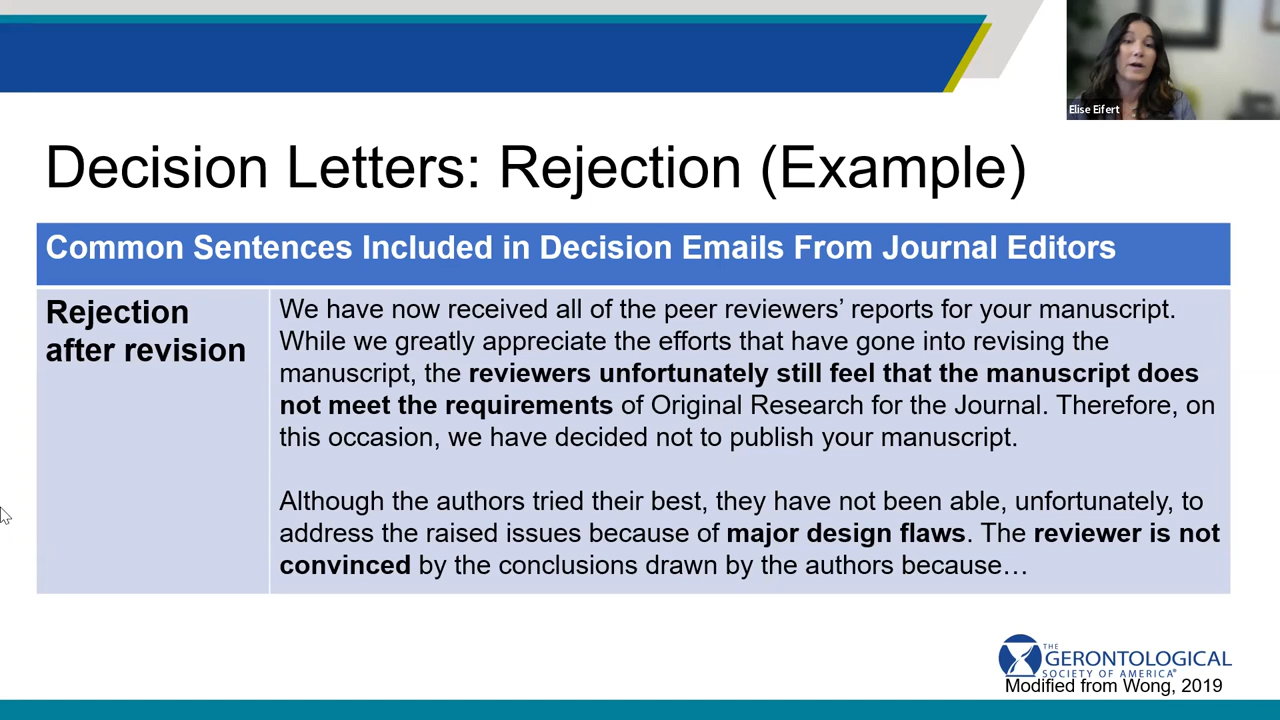 Elise Eifert
Decision Letters: Rejection (Example)
Common Sentences Included in Decision Emails From Journal Editors
Rejection
after revision
We have now received all of the peer reviewers’ reports for your manuscript.
While we greatly appreciate the efforts that have gone into revising the
manuscript, the reviewers unfortunately still feel that the manuscript does
not meet the requirements of Original Research for the Journal. Therefore, on
this occasion, we have decided not to publish your manuscript.
Although the authors tried their best, they have not been able, unfortunately, to
address the raised issues because of major design flaws. The reviewer is not
convinced by the conclusions drawn by the authors because…
THE
GERONTOLOGICAL
SOCIETY OF AMERICA®
Modified from Wong, 2019